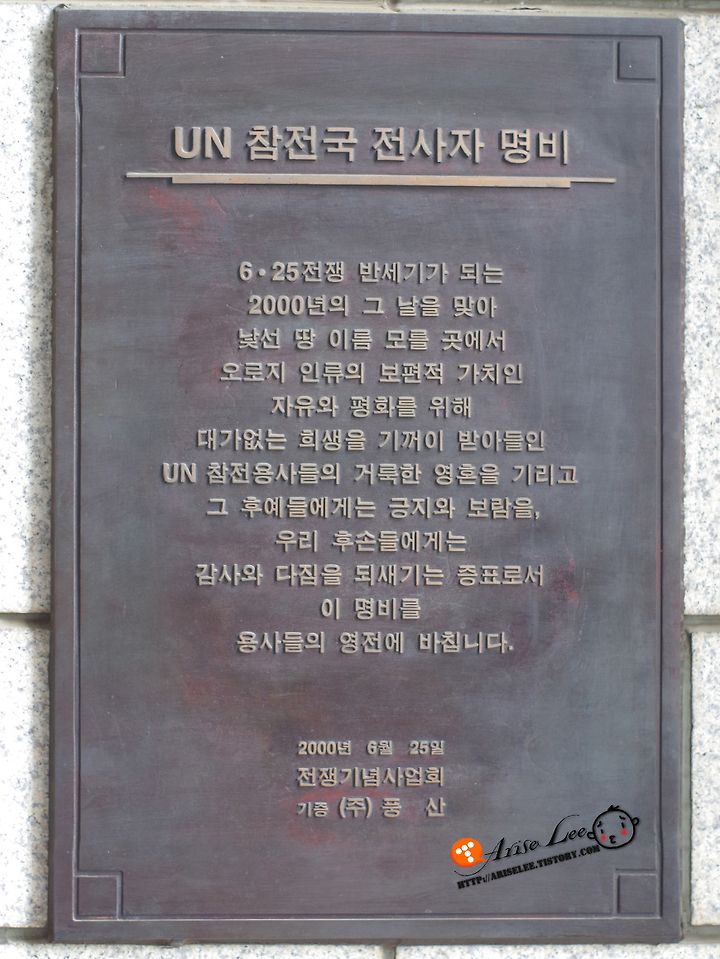 UN 참전국 전사자 명비
6·25전쟁 반세기가 되는
2000년의 그 날을 맞아
낯선 땅 이름 모를 곳에서
오로지 인류의 보편적 가치인
자유와 평화를 위해
대가없는 희생을 기꺼이 받아들인
UN 참전용사들의 거룩한 영혼을 기리고
그 후예들에게는 긍지와 보람을,
우리 후손들에게는
감사와 다짐을 되새기는 증표로서
이 명비를
용사들의 영전에 바칩니다.
2000년 6월 25일
전쟁기념사업회
기증 (주) 풍 산
Arise Lee
HTTP://ARISELEE.TISTORY.COM